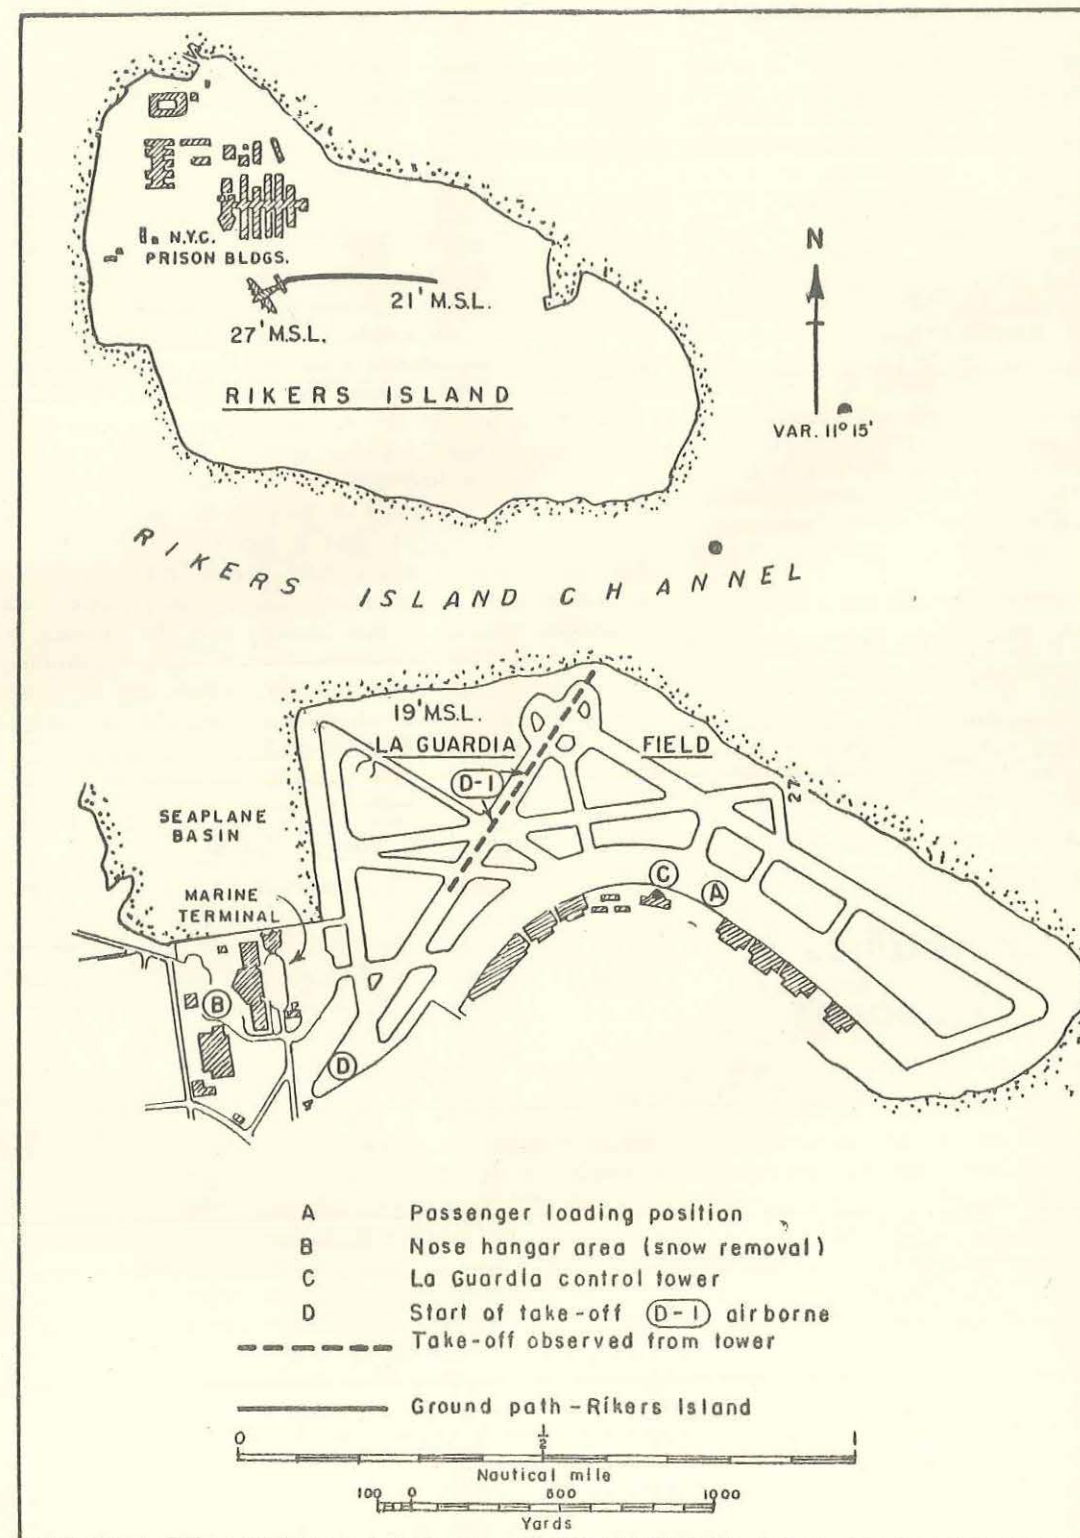 N.Y.C.
PRISON BLDGS.
21' M.S.L.
27' M.S.L.
RIKERS ISLAND
N
VAR. 11° 15'
RIKERS ISLAND CHANNEL
19' M.S.L.
LA GUARDIA FIELD
D-1
27
SEAPLANE
BASIN
MARINE
TERMINAL
C
A
B
D
4
A Passenger loading position
B Nose hangar area (snow removal)
C La Guardia control tower
D Start of take-off (D-1) airborne
Take-off observed from tower
Ground path - Rikers Island
0 1/2 1
Nautical mile
100 0 500 1000
Yards